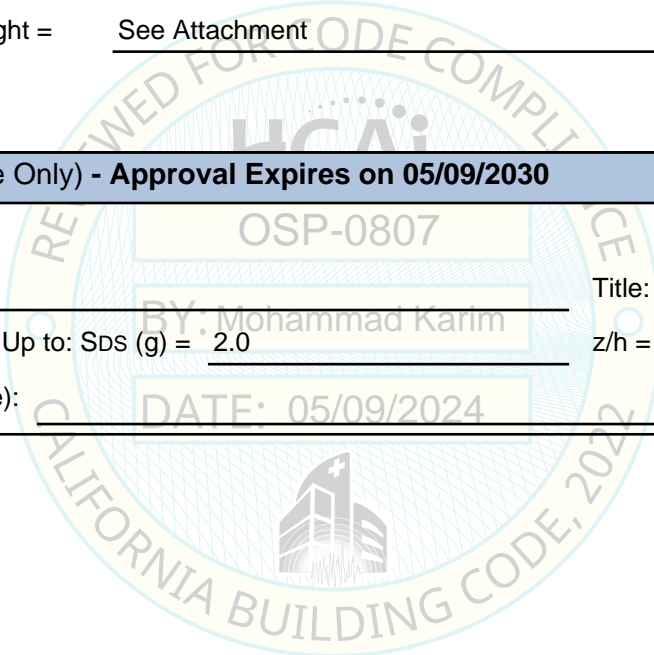 ght = See Attachment
REVIEWED FOR CODE COMPLIANCE
HCAi
e Only) - Approval Expires on 05/09/2030
OSP-0807
Title:
BY: Mohammad Karim
Up to: SDS (g) = 2.0 z/h =
e):
DATE: 05/09/2024
CALIFORNIA BUILDING CODE, 2022